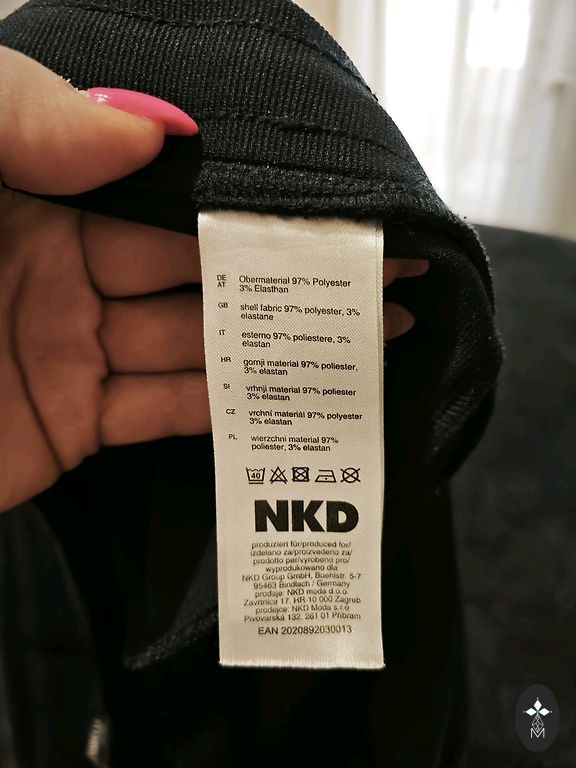 DE AT Obermaterial 97% Polyester
3% Elasthan
GB shell fabric 97% polyester, 3%
elastane
IT esterno 97% poliestere, 3%
elastan
HR gornji material 97% poliester,
3% elastan
SI vrhnji material 97% poliester
3% elastan
CZ vrchní materiál 97% polyester
3% elastan
PL wierzchni material 97%
poliester, 3% elastan
40
NKD
produziert für/produced for/
izdelano za/proizvedeno za/
prodotto per/vyrobeno pro/
wyprodukowano dla
NKD Group GmbH, Bühlstr. 5-7
95463 Bindlach / Germany
prodaje: NKD moda d.o.o.
Zavrtnica 17, HR-10 000 Zagreb
prodejce: NKD Móda s.r.o
Pivovarská 132, 261 01 Příbram
EAN 2020892030013
M